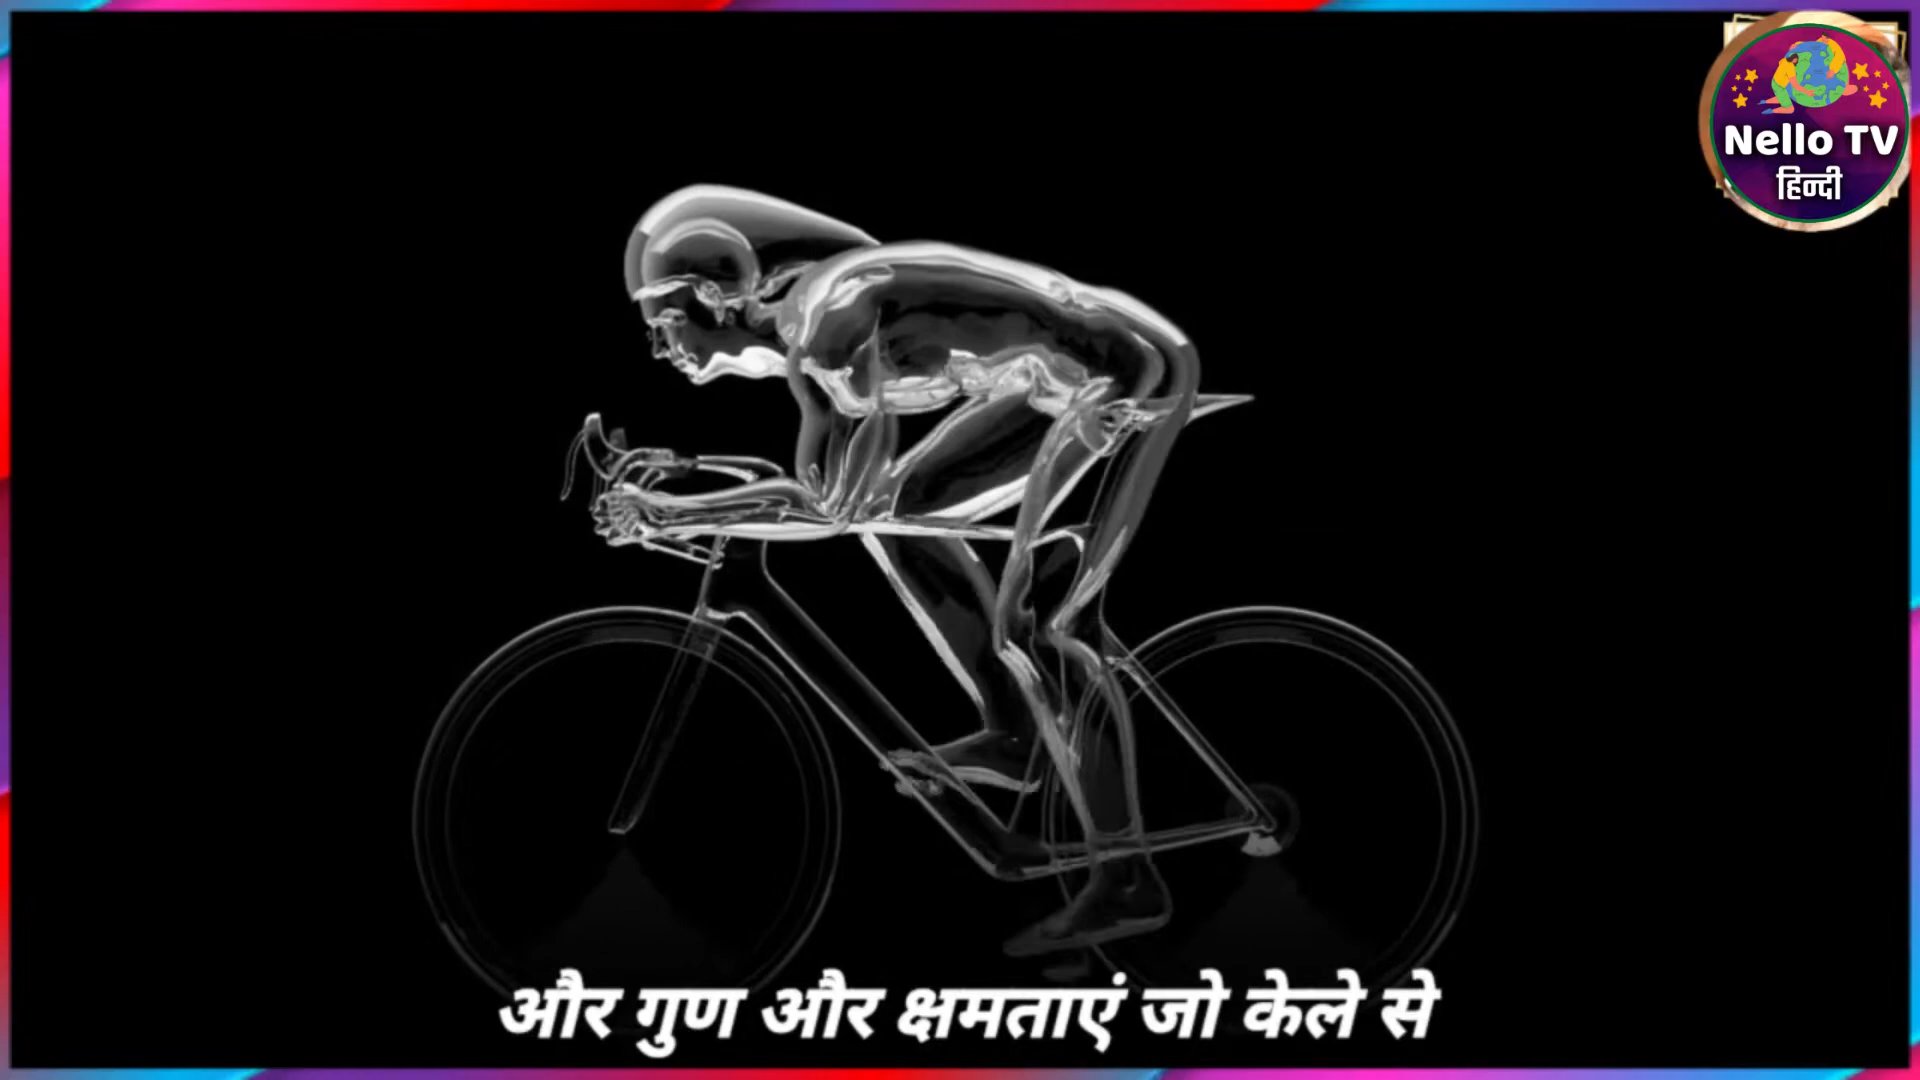 Nello TV
हिन्दी
और गुण और क्षमताएं जो केले से